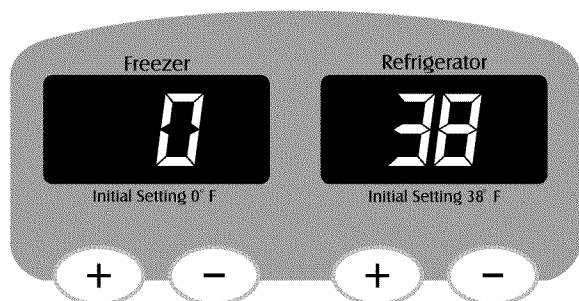 Freezer Refrigerator
0 38
Initial Setting 0° F Initial Setting 38° F
+ - + -